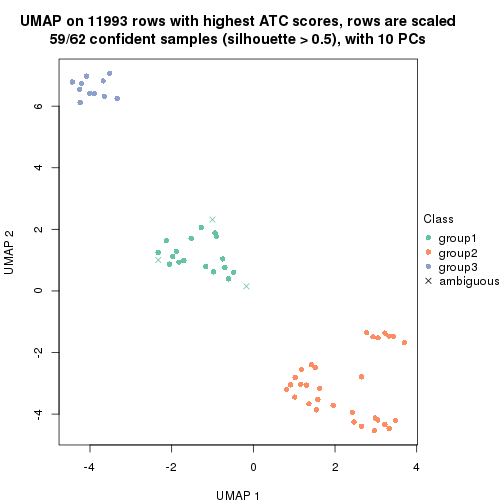 UMAP on 11993 rows with highest ATC scores, rows are scaled
59/62 confident samples (silhouette > 0.5), with 10 PCs
6
4
2
0
-2
-4
UMAP 2
-4
-2
0
2
4
UMAP 1
Class
group1
group2
group3
ambiguous